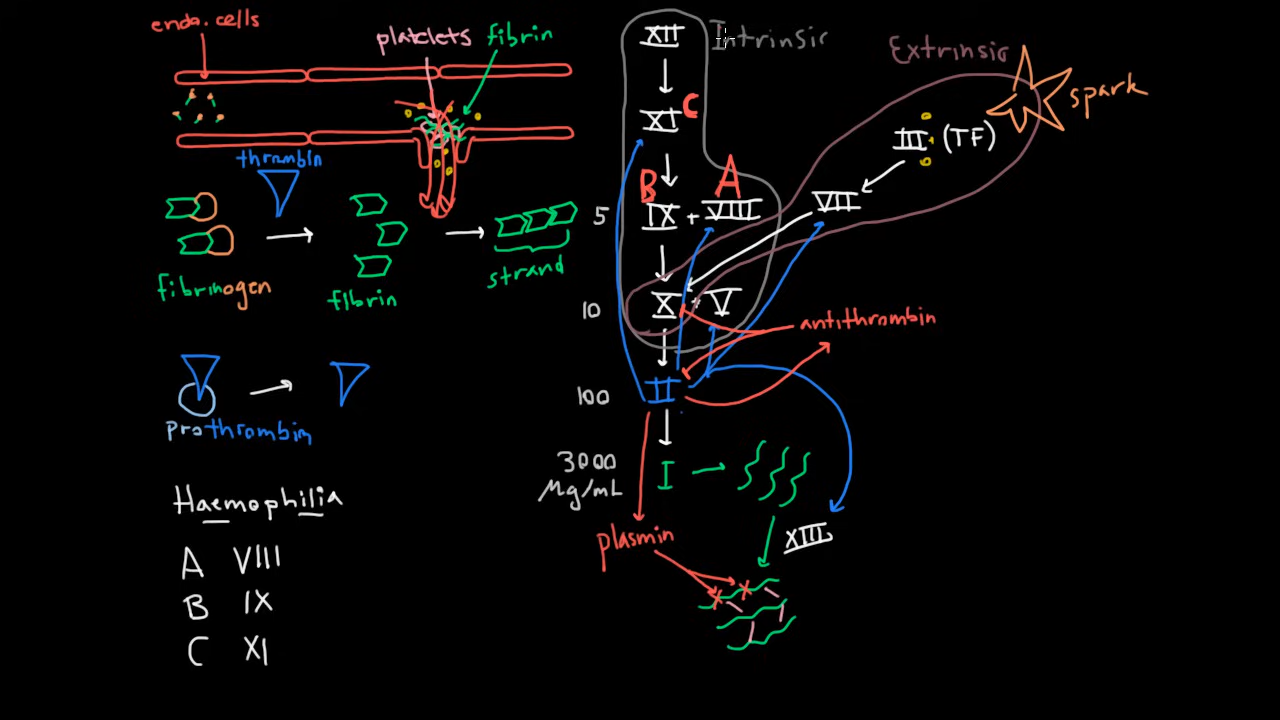 endo. cells
platelets fibrin
thrombin
fibrinogen
fibrin
strand
prothrombin
Haemophilia
A VIII
B IX
C XI
XII Intrinsic
XI C
B A
5 IX + VIII
10 X + V
100 II
3000
Mg/mL
I
plasmin
XIII
antithrombin
Extrinsic
spark
III (TF)
VII